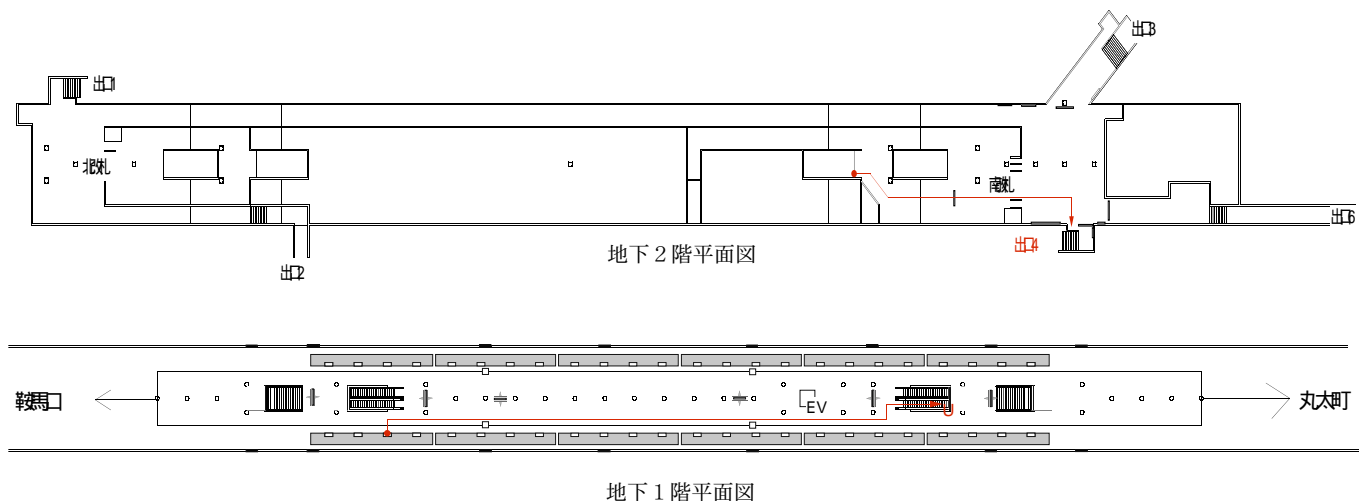 出口3
出口1
北改札
南改札
出口6
出口4
地下２階平面図
出口2
鞍馬口
EV
丸太町
地下１階平面図